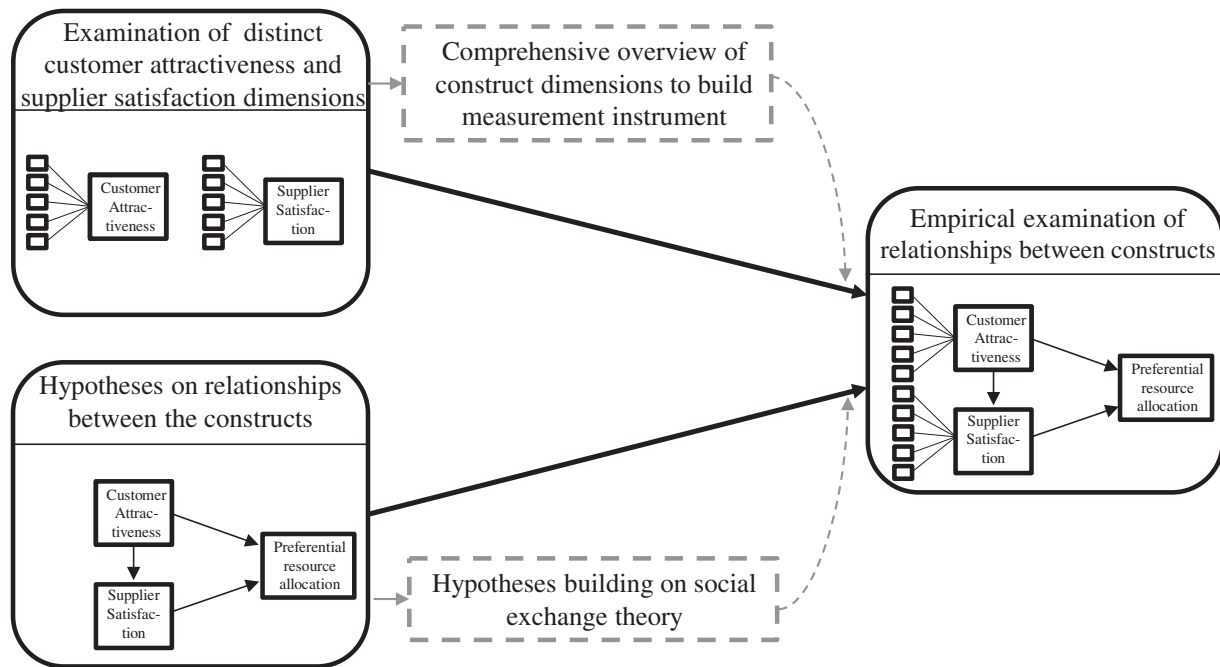 Examination of distinct
customer attractiveness and
supplier satisfaction dimensions
Customer
Attrac-
tiveness
Supplier
Satisfac-
tion
Comprehensive overview of
construct dimensions to build
measurement instrument
Hypotheses on relationships
between the constructs
Customer
Attrac-
tiveness
Supplier
Satisfac-
tion
Preferential
resource
allocation
Hypotheses building on social
exchange theory
Empirical examination of
relationships between constructs
Customer
Attrac-
tiveness
Supplier
Satisfac-
tion
Preferential
resource
allocation